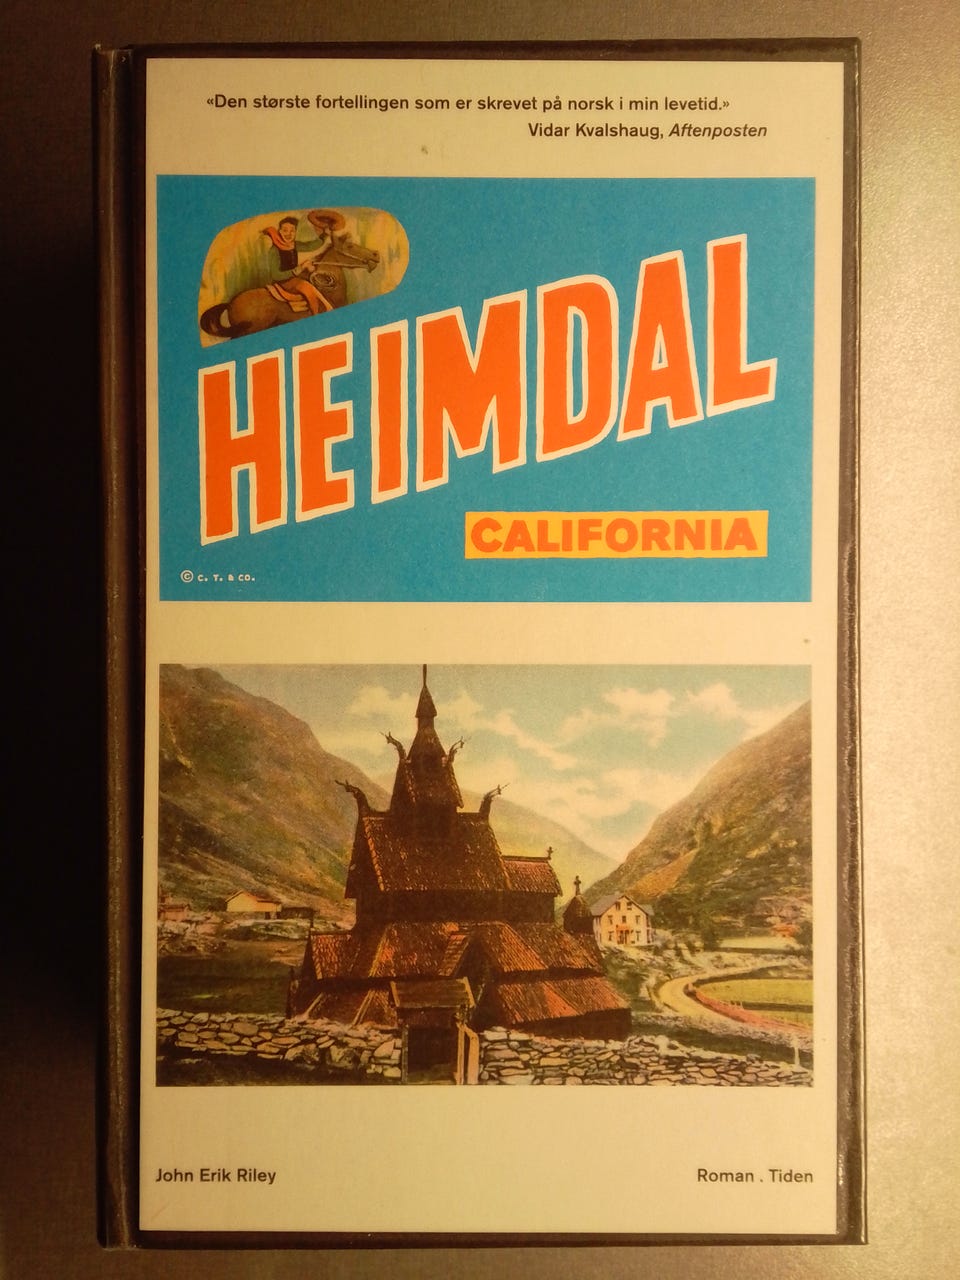 «Den største fortellingen som er skrevet på norsk i min levetid.»
Vidar Kvalshaug, Aftenposten
HEIMDAL
CALIFORNIA
© C. T. & CO.
John Erik Riley
Roman . Tiden